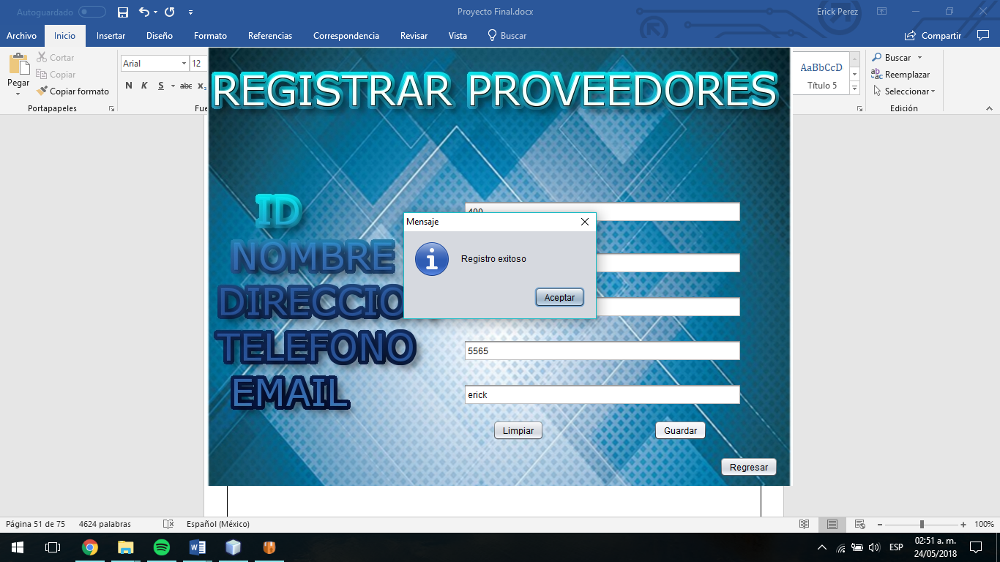 Autoguardado
Proyecto Final.docx
Erick Perez
Archivo Inicio Insertar Diseño Formato Referencias Correspondencia Revisar Vista Buscar Compartir
Pegar
Cortar
Copiar
Copiar formato
Portapapeles
Arial 12
N K S abc x₂
Fue
AaBbCcD
Título 5
Buscar
Reemplazar
Seleccionar
Edición
REGISTRAR PROVEEDORES
ID
NOMBRE
DIRECCIO
TELEFONO
EMAIL
400
Mensaje
Registro exitoso
Aceptar
5565
erick
Limpiar Guardar
Regresar
Página 51 de 75 4624 palabras Español (México) 100%
ESP
02:51 a. m.
24/05/2018